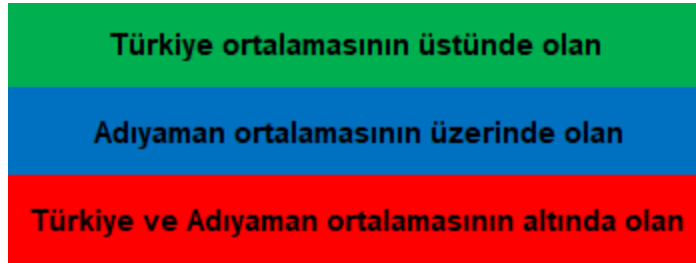 Türkiye ortalamasının üstünde olan
Adıyaman ortalamasının üzerinde olan
Türkiye ve Adıyaman ortalamasının altında olan